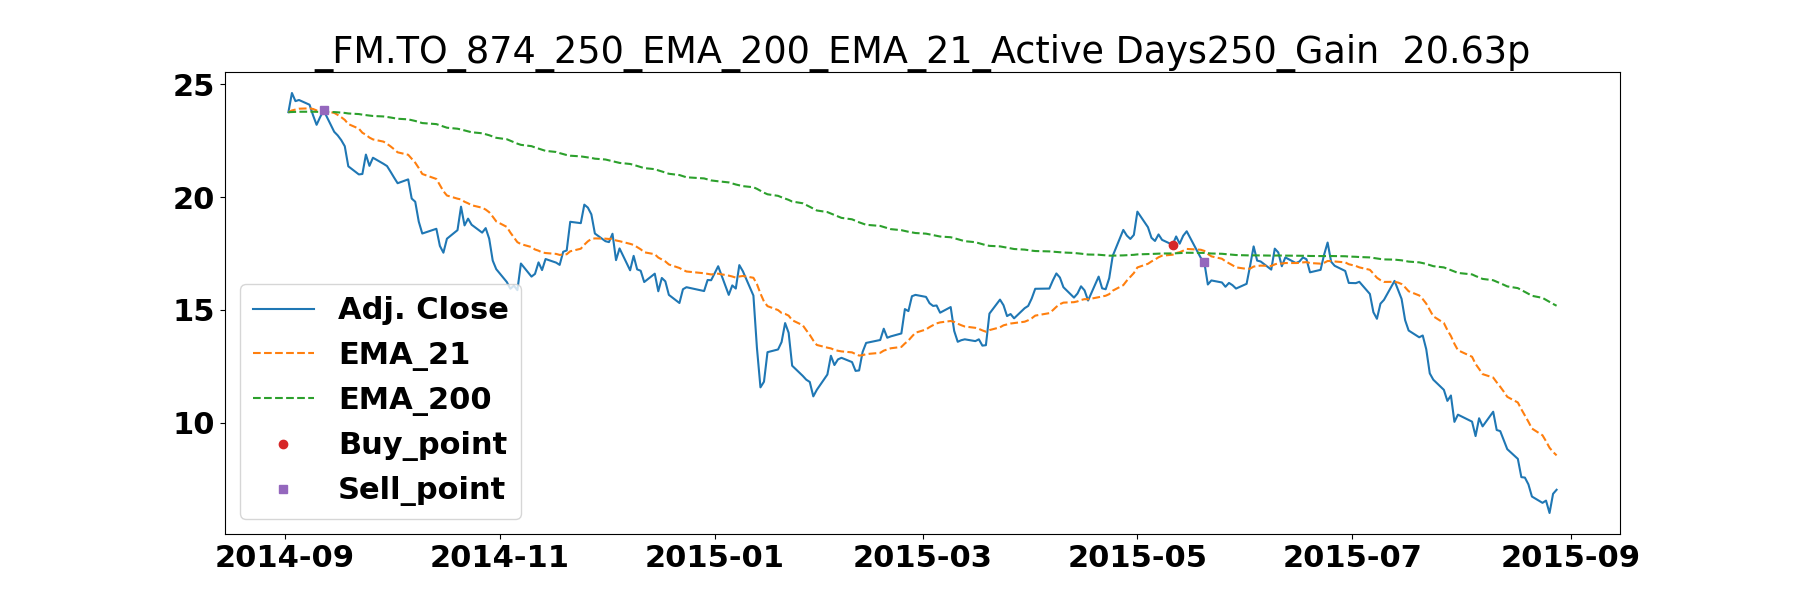 _FM.TO_874_250_EMA_200_EMA_21_Active Days250_Gain  20.63p
25
20
15
10
Adj. Close
EMA_21
EMA_200
Buy_point
Sell_point
2014-09 2014-11 2015-01 2015-03 2015-05 2015-07 2015-09